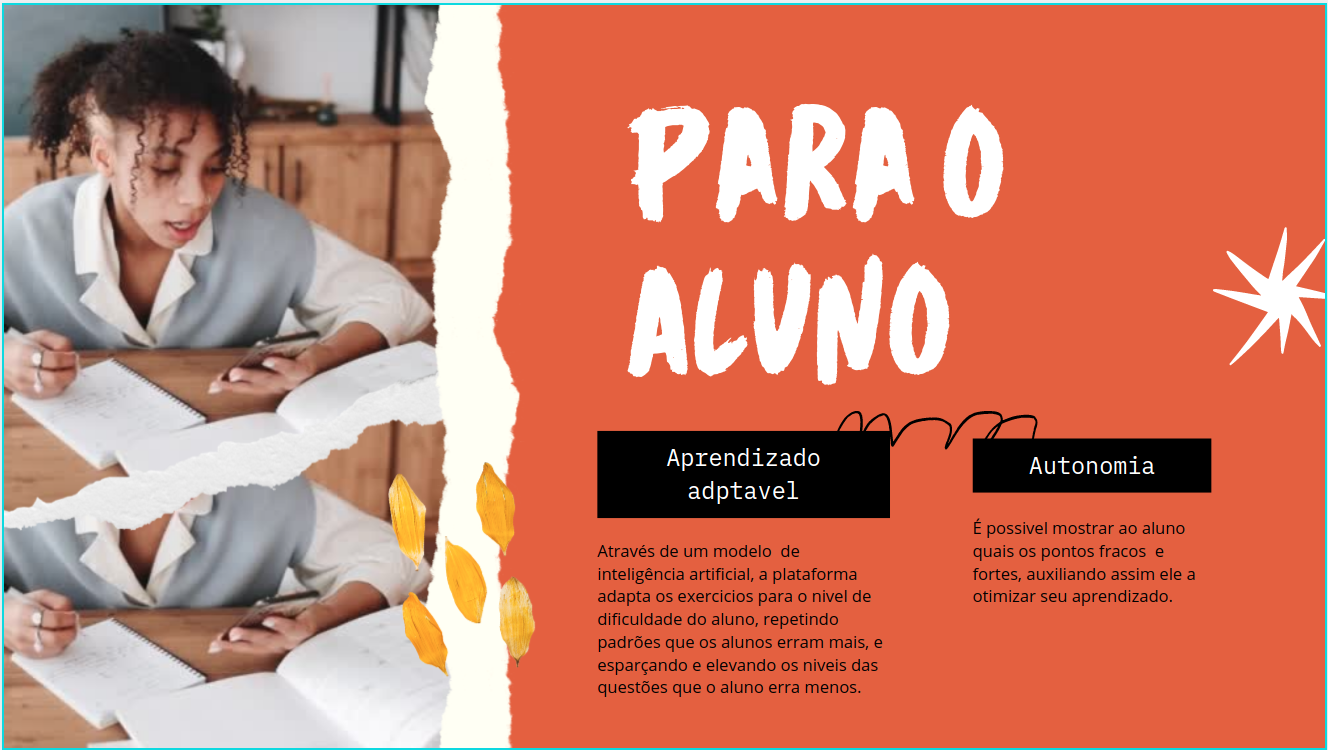 PARA O
ALUNO
Aprendizado
adptavel
Através de um modelo  de
inteligência artificial, a plataforma
adapta os exercicios para o nivel de
dificuldade do aluno, repetindo
padrões que os alunos erram mais, e
esparçando e elevando os niveis das
questões que o aluno erra menos.
Autonomia
É possivel mostrar ao aluno
quais os pontos fracos  e
fortes, auxiliando assim ele a
otimizar seu aprendizado.